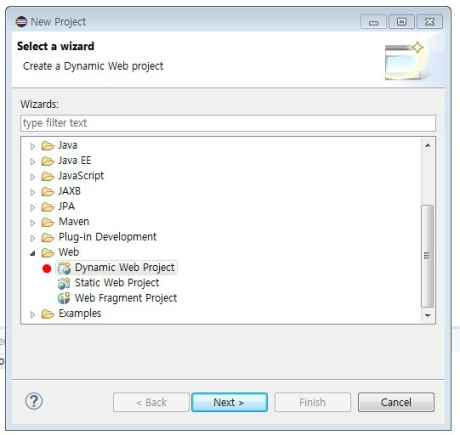 New Project
Select a wizard
Create a Dynamic Web project
Wizards:
type filter text
Java
Java EE
JavaScript
JAXB
JPA
Maven
Plug-in Development
Web
Dynamic Web Project
Static Web Project
Web Fragment Project
Examples
?
< Back Next > Finish Cancel